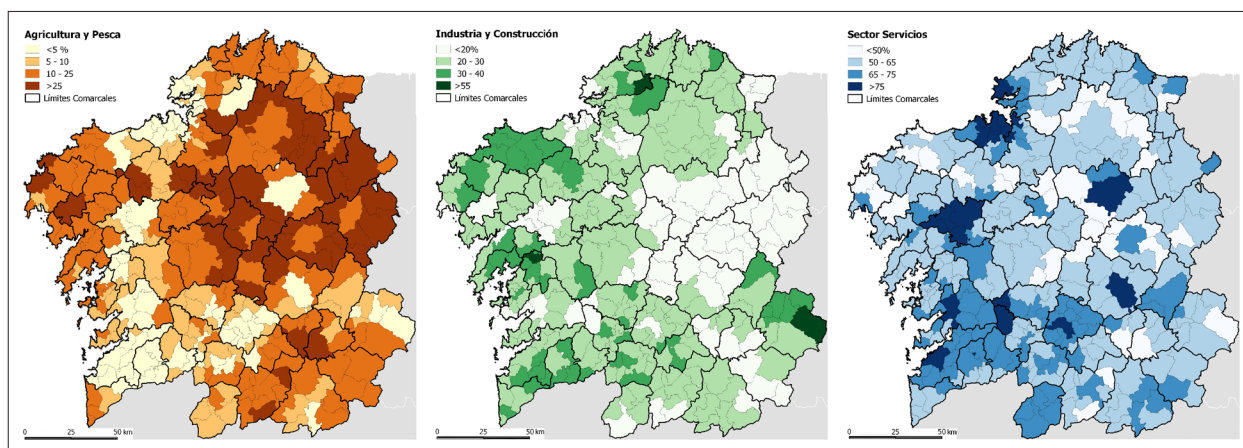 Agricultura y Pesca
<5 %
5 - 10
10 - 25
>25
Límites Comarcales
0 25 50 km
Industria y Construcción
<20%
20 - 30
30 - 40
>55
Límites Comarcales
0 25 50 km
Sector Servicios
<50%
50 - 65
65 - 75
>75
Límites Comarcales
0 25 50 km